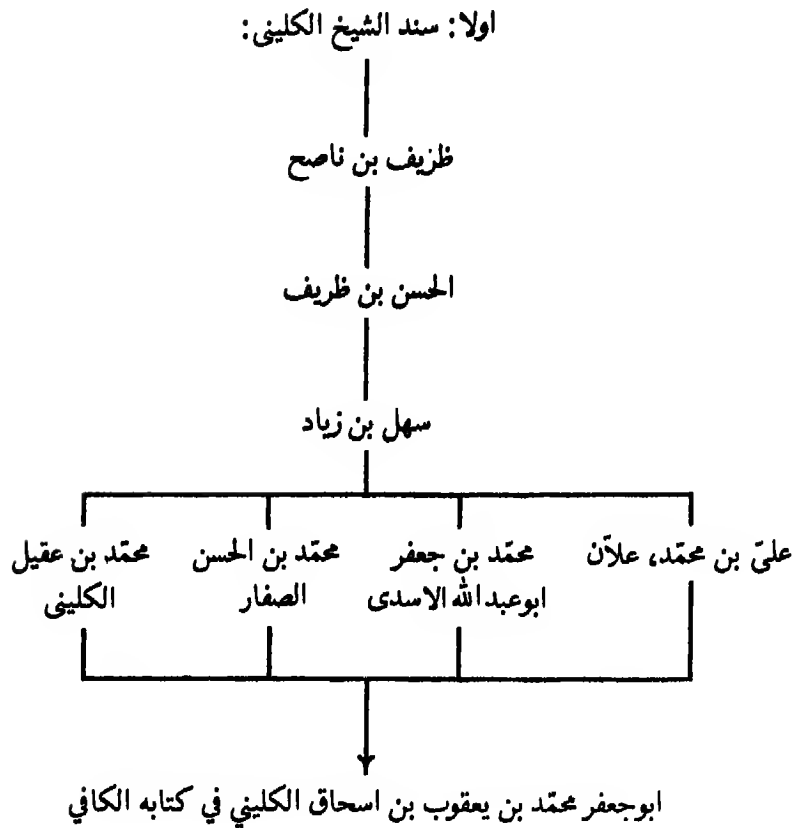 اولا: سند الشيخ الكلينى:
ظزيف بن ناصح
الحسن بن ظريف
سهل بن زياد
علىّ بن محمّد، علاّن
محمّد بن جعفر
ابوعبدالله الاسدى
محمّد بن الحسن
الصفار
محمّد بن عقيل
الكلينى
ابوجعفر محمّد بن يعقوب بن اسحاق الكليني في كتابه الكافي